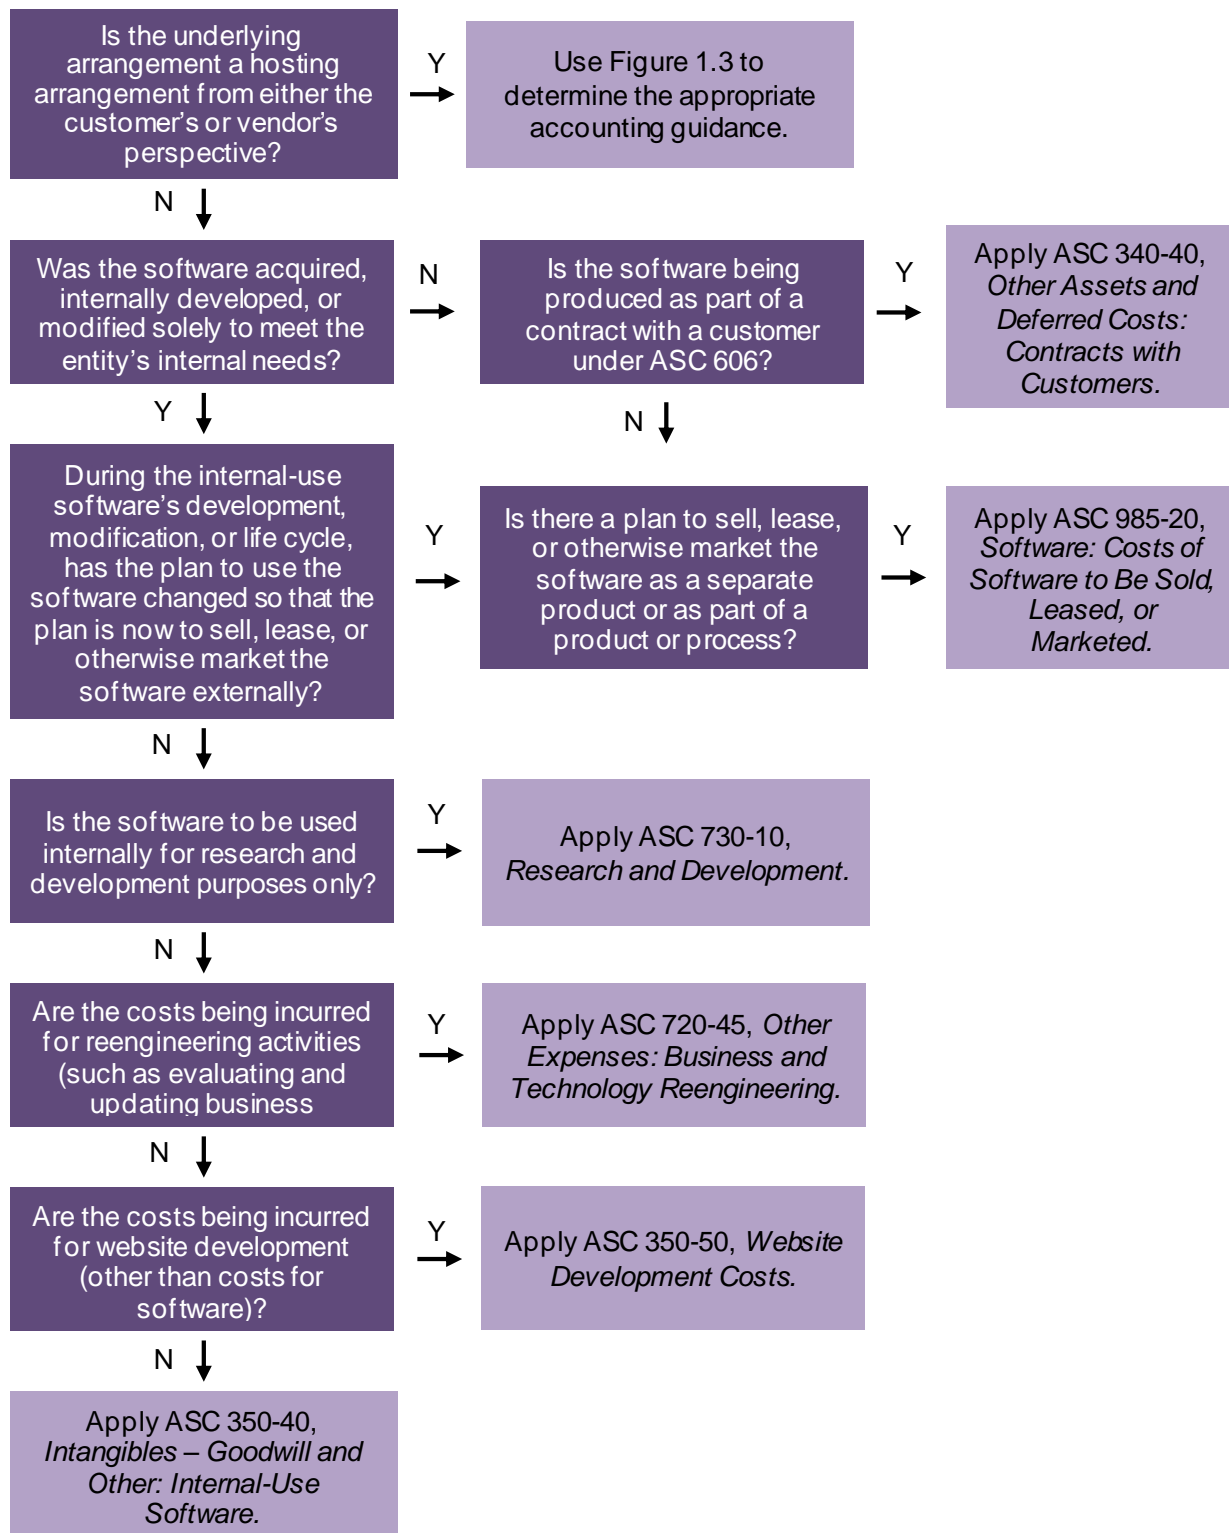 Is the underlying
arrangement a hosting
arrangement from either the
customer's or vendor's
perspective?
Y
Use Figure 1.3 to
determine the appropriate
accounting guidance.
N
Was the software acquired,
internally developed, or
modified solely to meet the
entity's internal needs?
N
Is the software being
produced as part of a
contract with a customer
under ASC 606?
Y
Apply ASC 340-40,
Other Assets and
Deferred Costs:
Contracts with
Customers.
Y
N
During the internal-use
software's development,
modification, or life cycle,
has the plan to use the
software changed so that the
plan is now to sell, lease, or
otherwise market the
software externally?
Y
Is there a plan to sell, lease,
or otherwise market the
software as a separate
product or as part of a
product or process?
Y
Apply ASC 985-20,
Software: Costs of
Software to Be Sold,
Leased, or
Marketed.
N
Is the software to be used
internally for research and
development purposes only?
Y
Apply ASC 730-10,
Research and Development.
N
Are the costs being incurred
for reengineering activities
(such as evaluating and
updating business
Y
Apply ASC 720-45, Other
Expenses: Business and
Technology Reengineering.
N
Are the costs being incurred
for website development
(other than costs for
software)?
Y
Apply ASC 350-50, Website
Development Costs.
N
Apply ASC 350-40,
Intangibles – Goodwill and
Other: Internal-Use
Software.